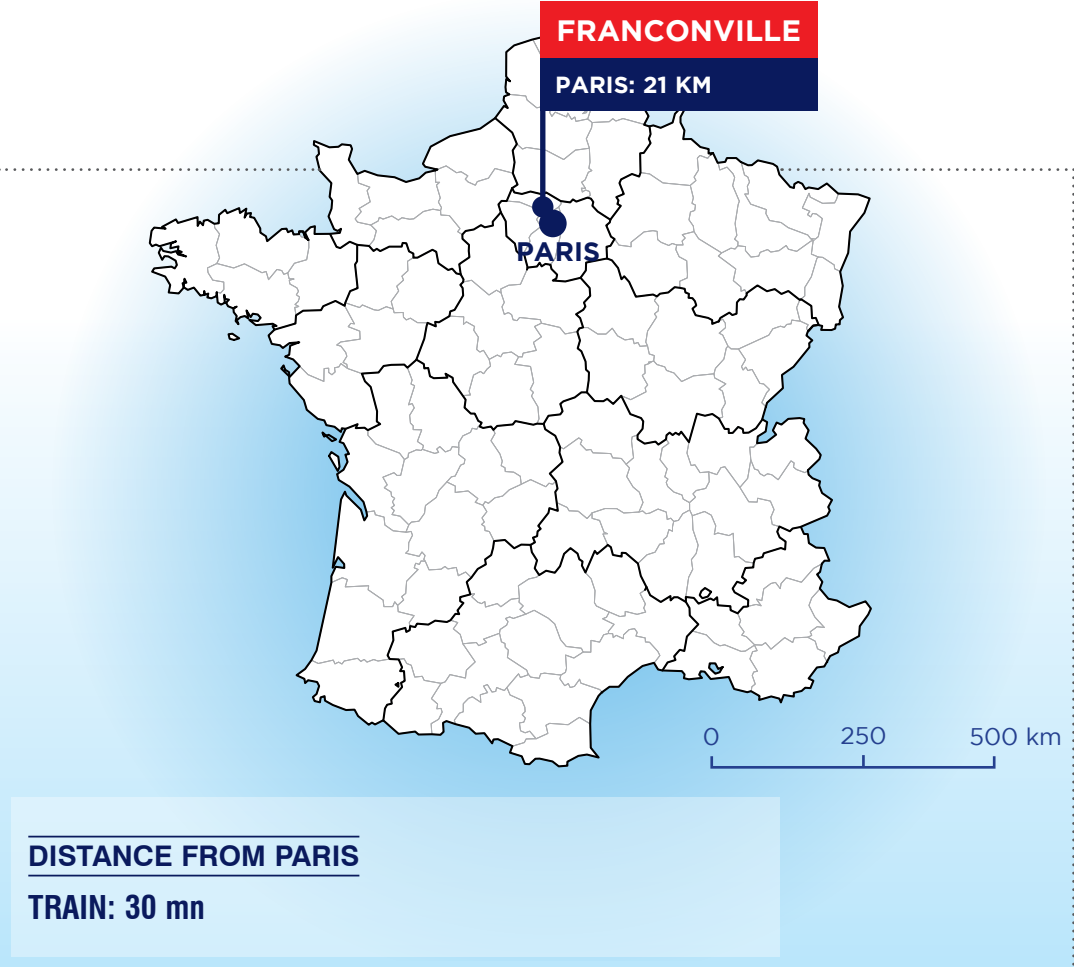 FRANCONVILLE
PARIS: 21 KM
PARIS
0 250 500 km
DISTANCE FROM PARIS
TRAIN: 30 mn